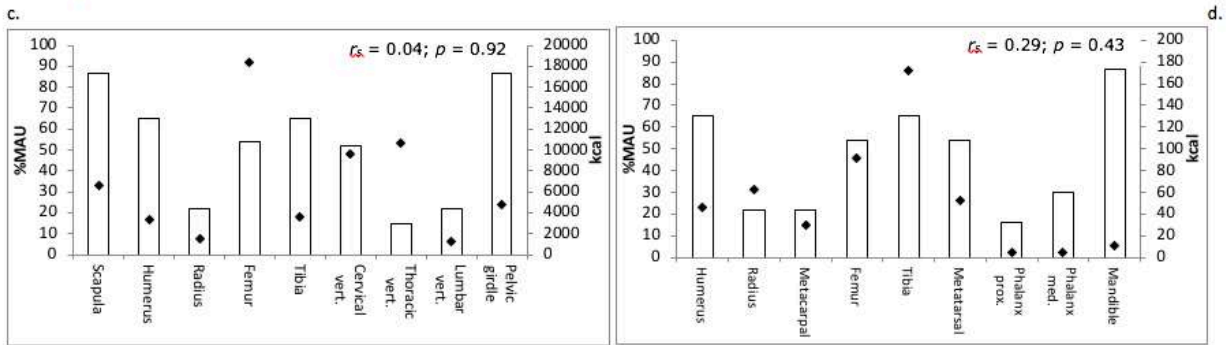 c.
d.
rs = 0.04; p = 0.92
100
90
80
70
60
50
40
30
20
10
0
%MAU
20000
18000
16000
14000
12000
10000
8000
6000
4000
2000
0
kcal
Scapula
Humerus
Radius
Femur
Tibia
Cervical
vert.
Thoracic
vert.
Lumbar
vert.
Pelvic
girdle
rs = 0.29; p = 0.43
100
90
80
70
60
50
40
30
20
10
0
%MAU
200
180
160
140
120
100
80
60
40
20
0
kcal
Humerus
Radius
Metacarpal
Femur
Tibia
Metatarsal
Phalanx
prox.
Phalanx
med.
Mandible